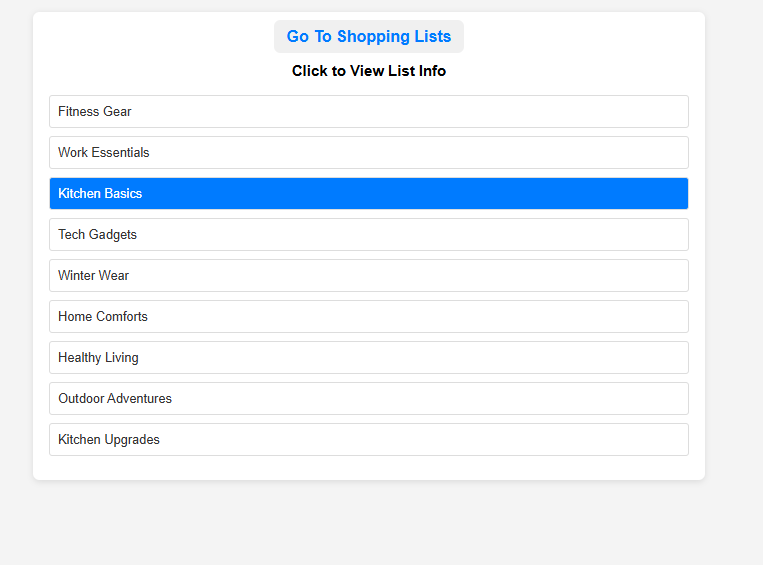 Go To Shopping Lists
Click to View List Info
Fitness Gear
Work Essentials
Kitchen Basics
Tech Gadgets
Winter Wear
Home Comforts
Healthy Living
Outdoor Adventures
Kitchen Upgrades